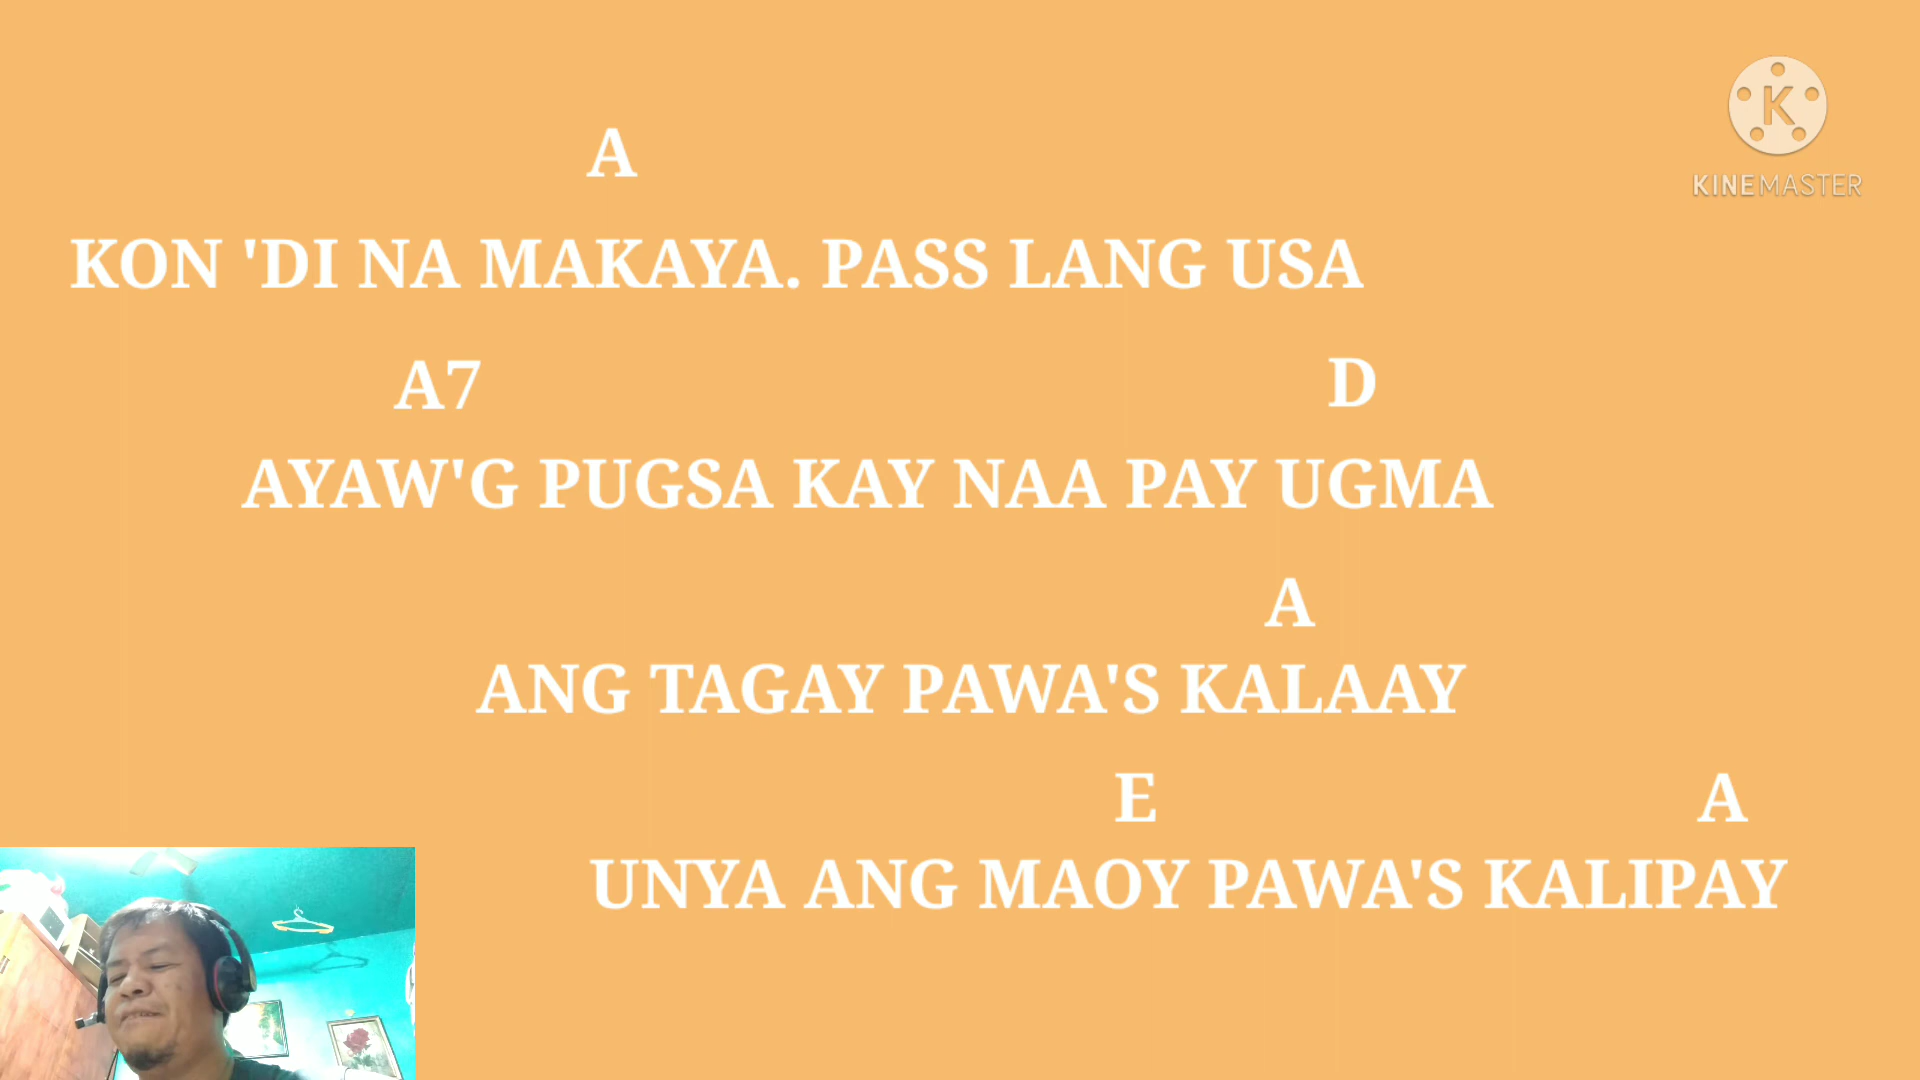 A
KINEMASTER
KON 'DI NA MAKAYA. PASS LANG USA
A7 D
AYAW'G PUGSA KAY NAA PAY UGMA
A
ANG TAGAY PAWA'S KALAAY
E A
UNYA ANG MAOY PAWA'S KALIPAY